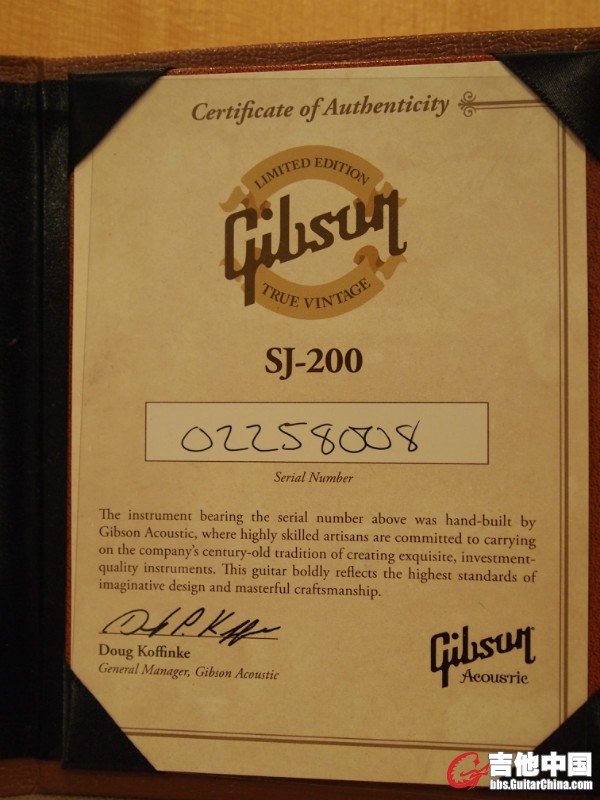 Certificate of Authenticity
LIMITED EDITION
Gibson
TRUE VINTAGE
SJ-200
02258008
Serial Number
The instrument bearing the serial number above was hand-built by
Gibson Acoustic, where highly skilled artisans are committed to carrying
on the company's century-old tradition of creating exquisite, investment-
quality instruments. This guitar boldly reflects the highest standards of
imaginative design and masterful craftsmanship.
Doug P. Koffinke
Doug Koffinke
General Manager, Gibson Acoustic
Gibson
Acoustic
吉他中国
bbs.GuitarChina.com